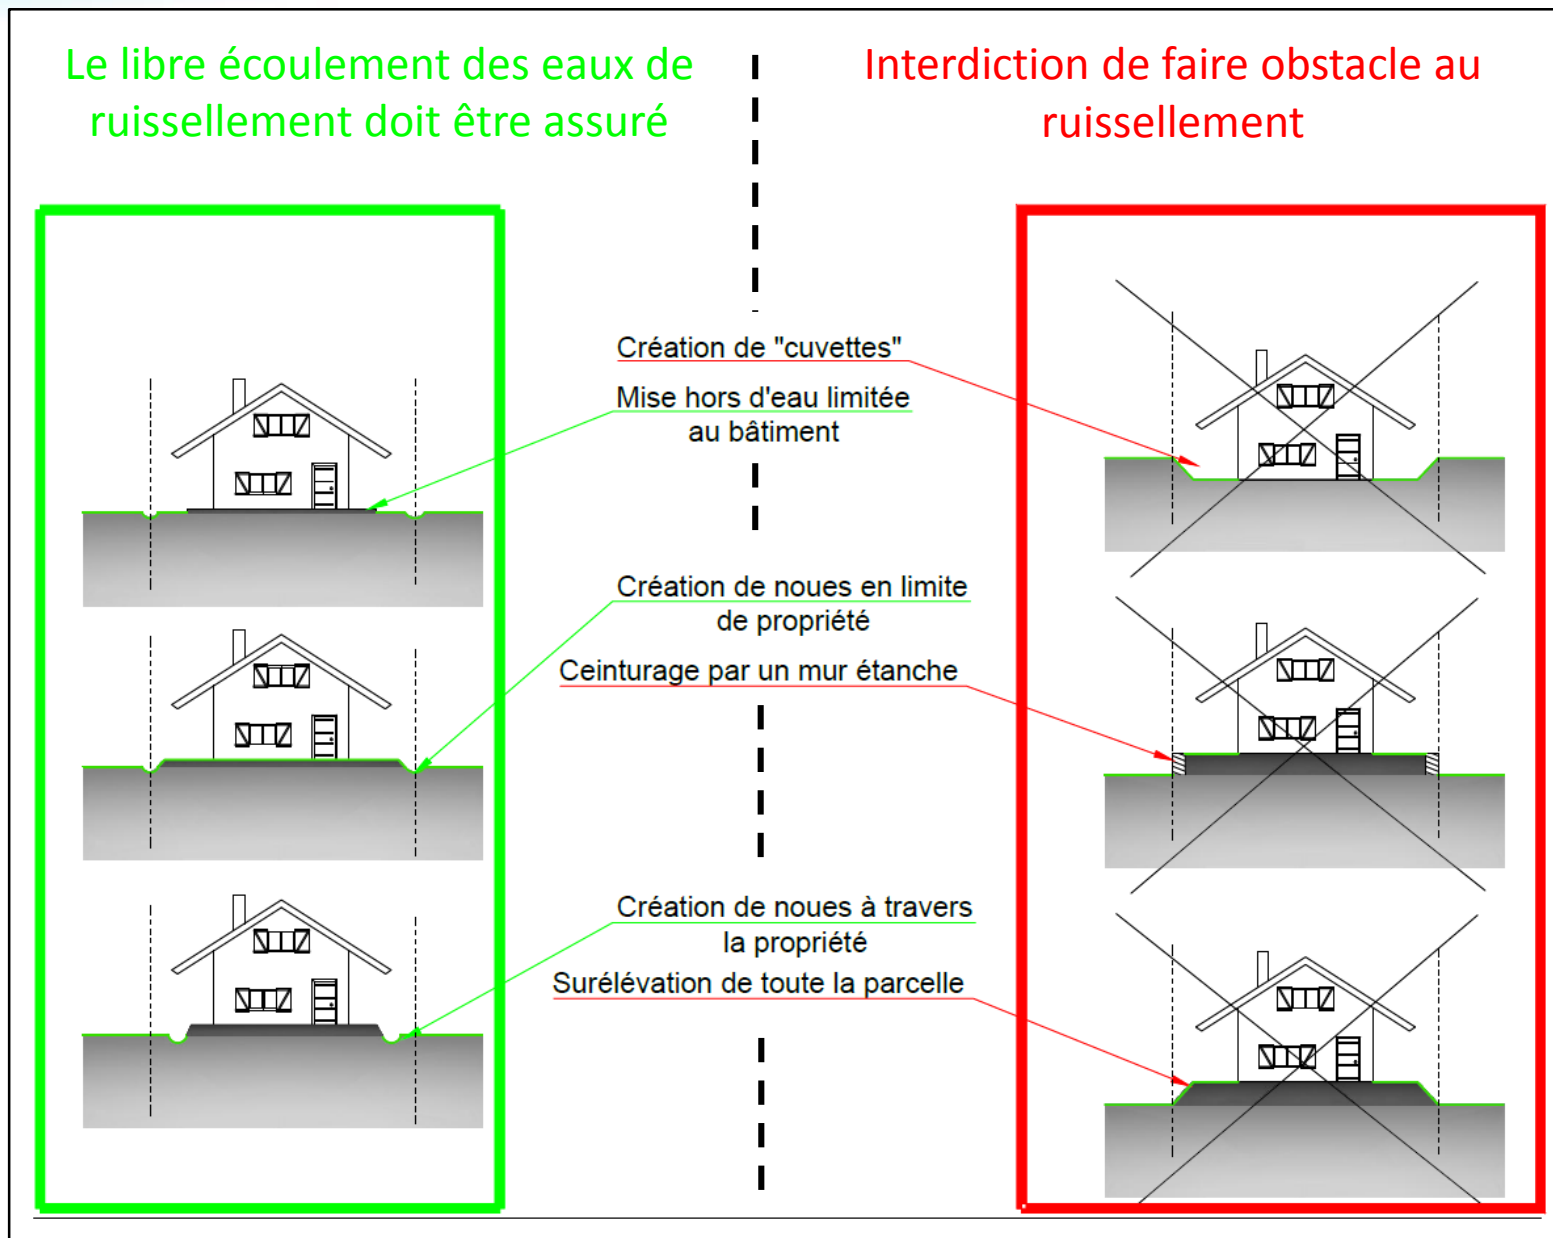 Le libre écoulement des eaux de
ruissellement doit être assuré
Interdiction de faire obstacle au
ruissellement
Création de "cuvettes"
Mise hors d'eau limitée
au bâtiment
Création de noues en limite
de propriété
Ceinturage par un mur étanche
Création de noues à travers
la propriété
Surélévation de toute la parcelle